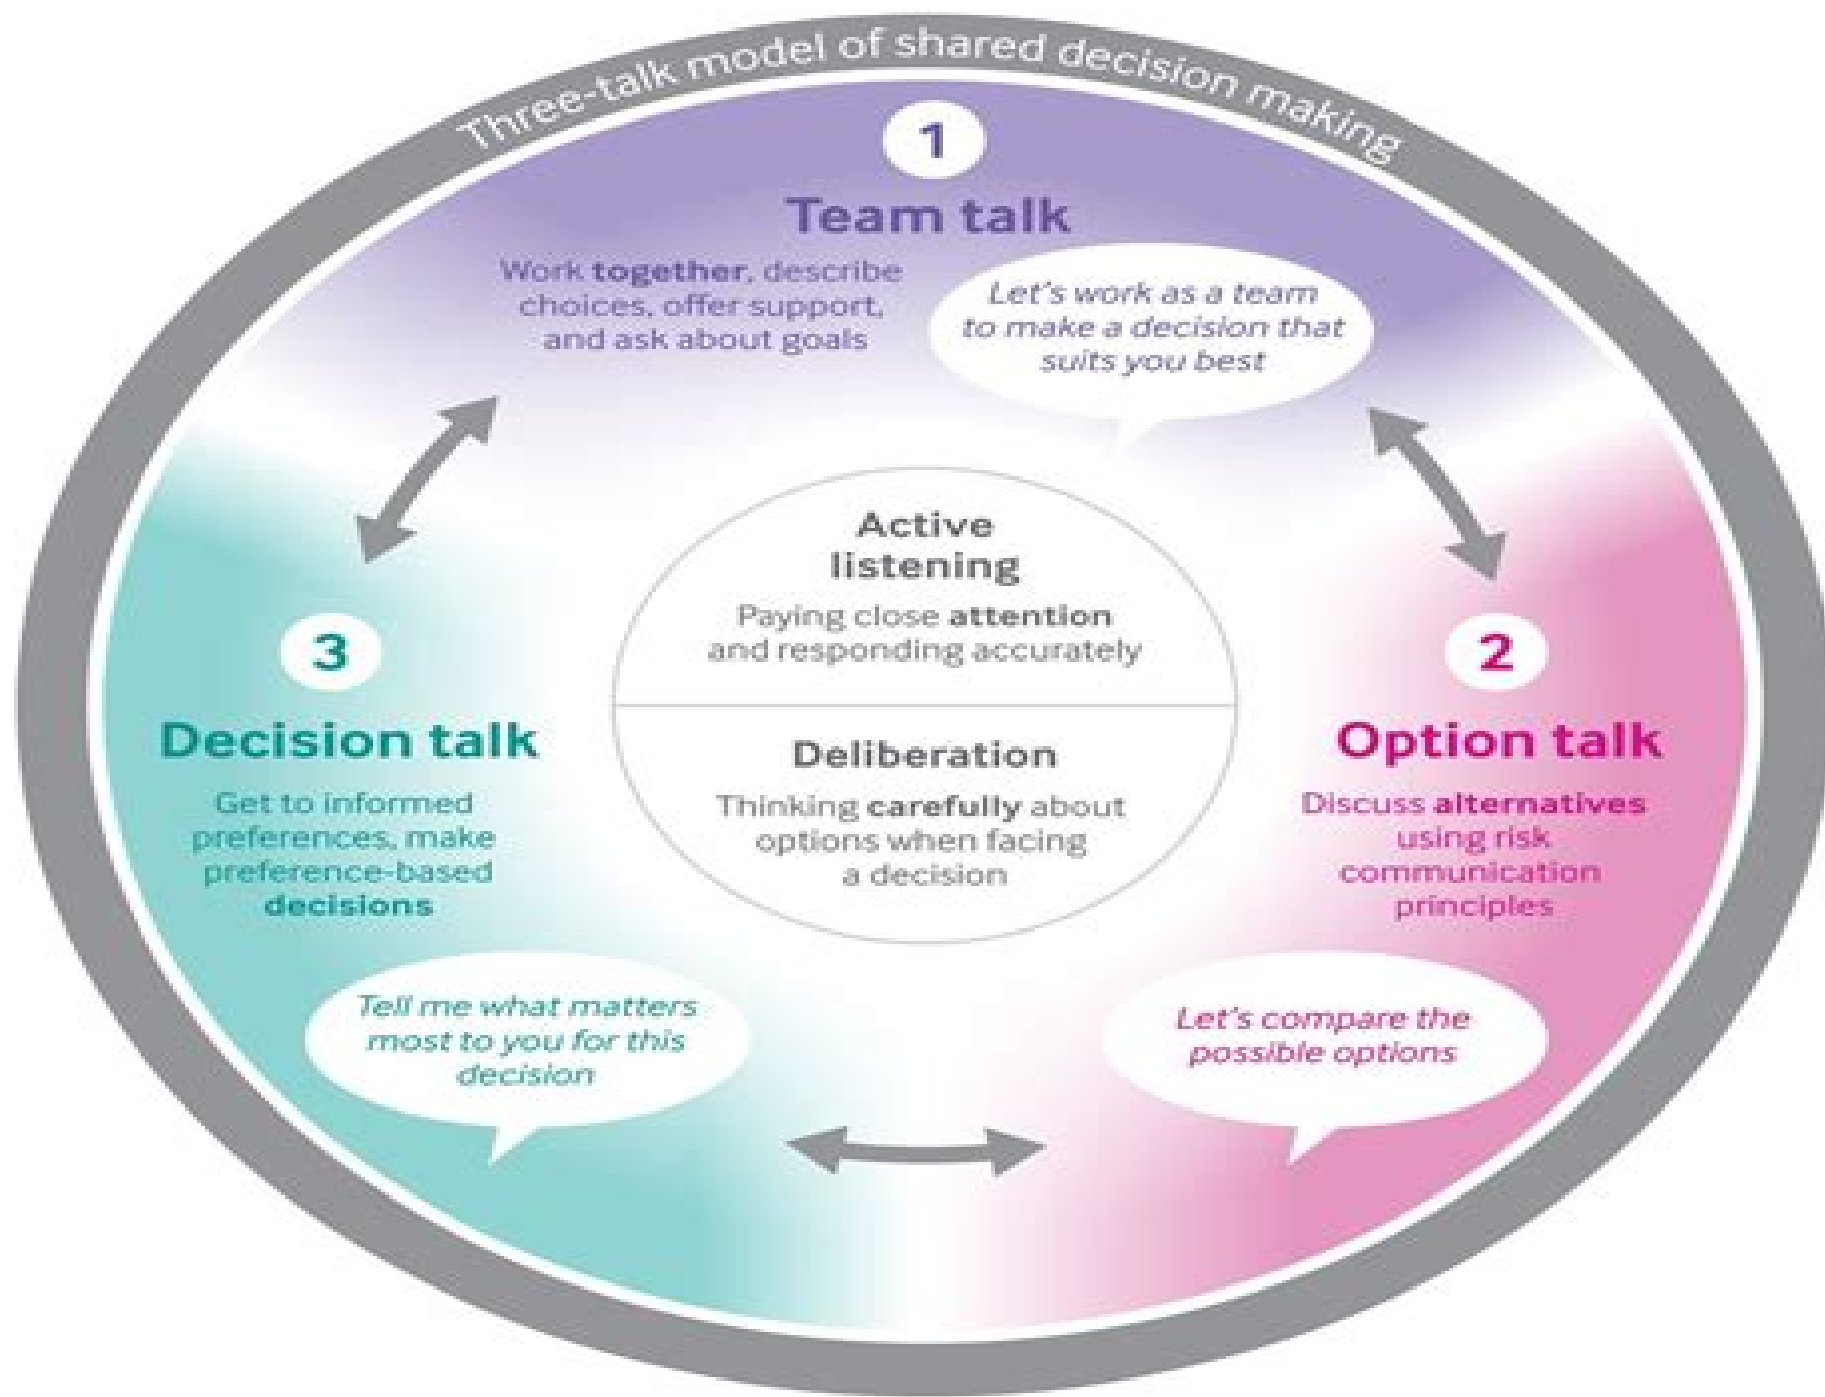 Three-talk model of shared decision making
1
Team talk
Work together, describe
choices, offer support,
and ask about goals
Let's work as a team
to make a decision that
suits you best
Active
listening
Paying close attention
and responding accurately
Deliberation
Thinking carefully about
options when facing
a decision
2
Option talk
Discuss alternatives
using risk
communication
principles
Let's compare the
possible options
3
Decision talk
Get to informed
preferences, make
preference-based
decisions
Tell me what matters
most to you for this
decision